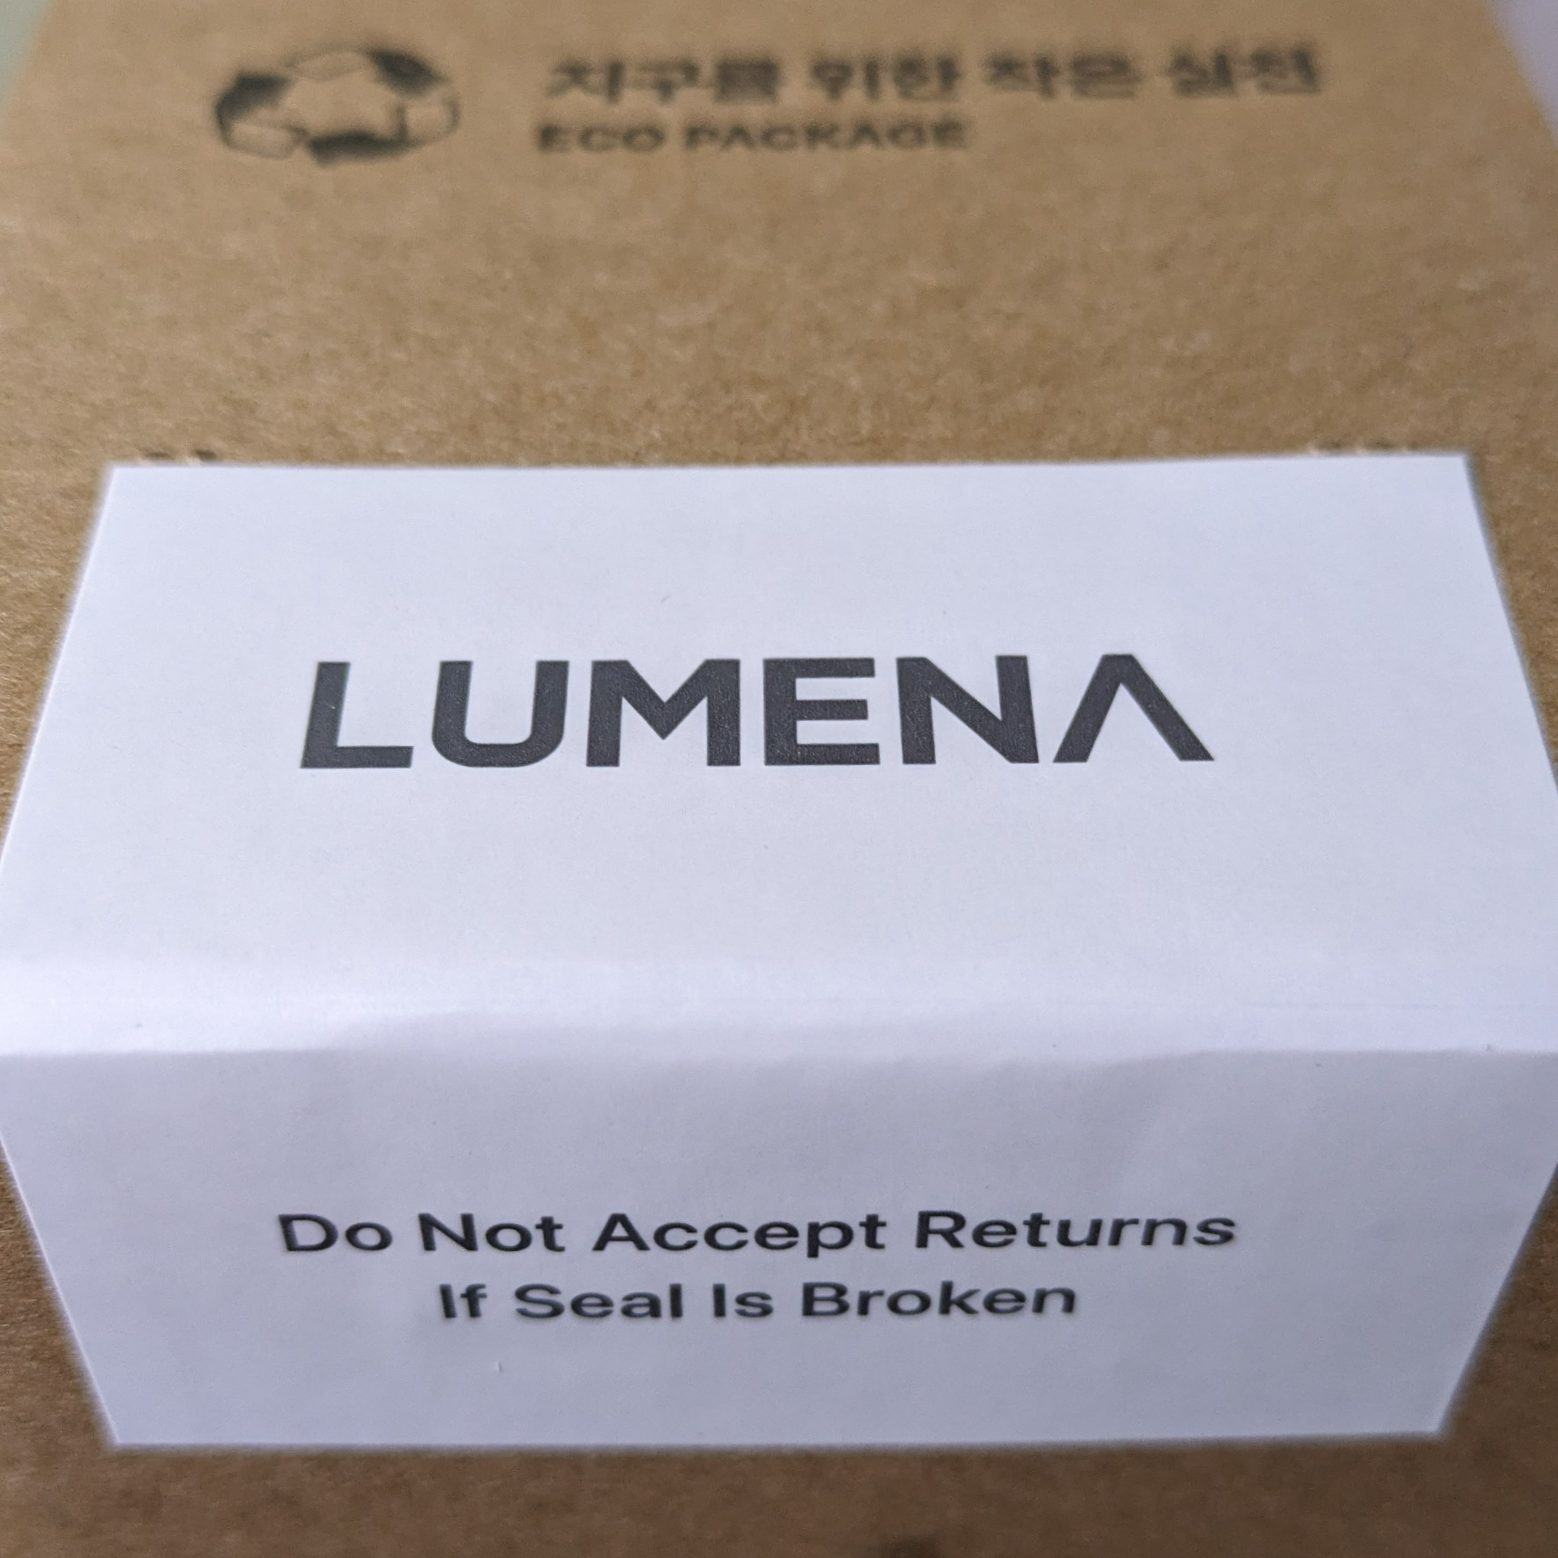 지구를 위한 작은 실천
ECO PACKAGE
LUMENA
Do Not Accept Returns
If Seal Is Broken